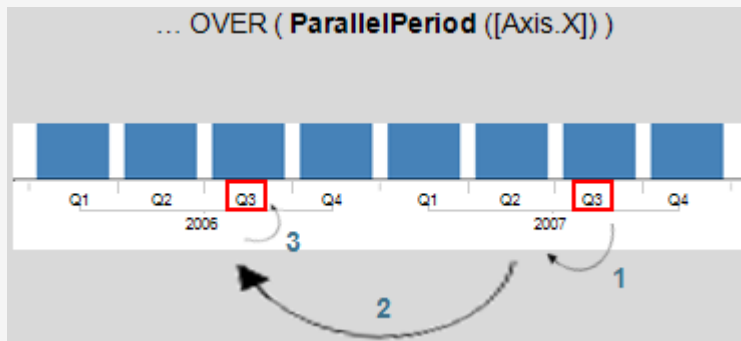 ... OVER ( ParallelPeriod ([Axis.X]) )
Q1 Q2 Q3 Q4 Q1 Q2 Q3 Q4
2006 2007
3
1
2